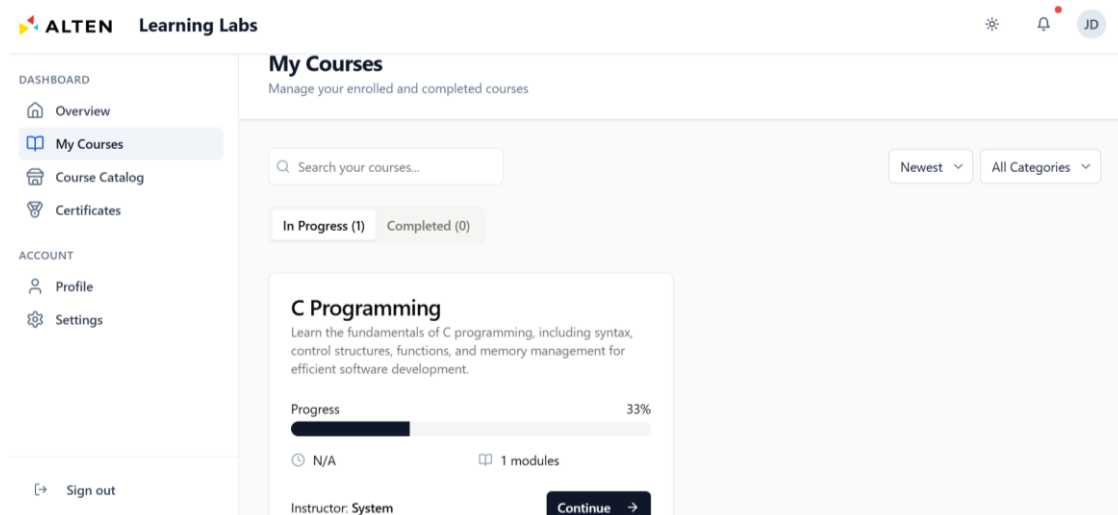 ALTEN Learning Labs JD
DASHBOARD
Overview
My Courses
Course Catalog
Certificates
ACCOUNT
Profile
Settings
Sign out
My Courses
Manage your enrolled and completed courses
Search your courses...
Newest All Categories
In Progress (1) Completed (0)
C Programming
Learn the fundamentals of C programming, including syntax,
control structures, functions, and memory management for
efficient software development.
Progress 33%
N/A 1 modules
Instructor: System Continue